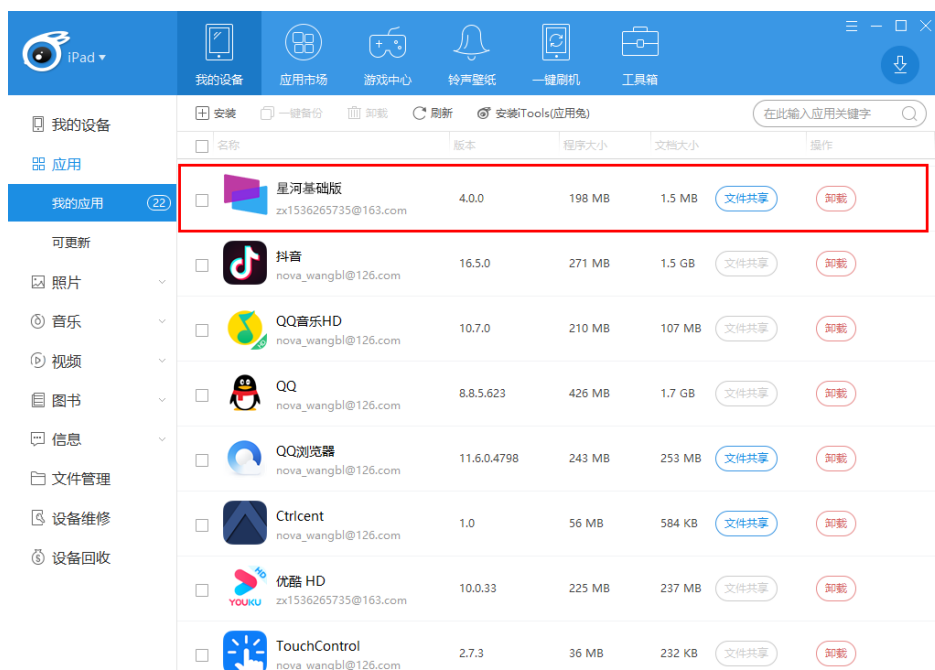 iPad
我的设备
应用市场
游戏中心
铃声壁纸
一键刷机
工具箱
安装
一键备份
卸载
刷新
安装iTools(应用兔)
在此输入应用关键字
我的设备
应用
我的应用
22
可更新
照片
音乐
视频
图书
信息
文件管理
设备维修
设备回收
名称 版本 程序大小 文档大小 操作
星河基础版
zx1536265735@163.com
4.0.0 198 MB 1.5 MB 文件共享 卸载
抖音
nova_wangbl@126.com
16.5.0 271 MB 1.5 GB 文件共享 卸载
QQ音乐HD
nova_wangbl@126.com
10.7.0 210 MB 107 MB 文件共享 卸载
QQ
nova_wangbl@126.com
8.8.5.623 426 MB 1.7 GB 文件共享 卸载
QQ浏览器
nova_wangbl@126.com
11.6.0.4798 243 MB 253 MB 文件共享 卸载
Ctrlcent
nova_wangbl@126.com
1.0 56 MB 584 KB 文件共享 卸载
HD
YOUKU
优酷 HD
zx1536265735@163.com
10.0.33 225 MB 237 MB 文件共享 卸载
TouchControl
nova_wangbl@126.com
2.7.3 36 MB 232 KB 文件共享 卸载